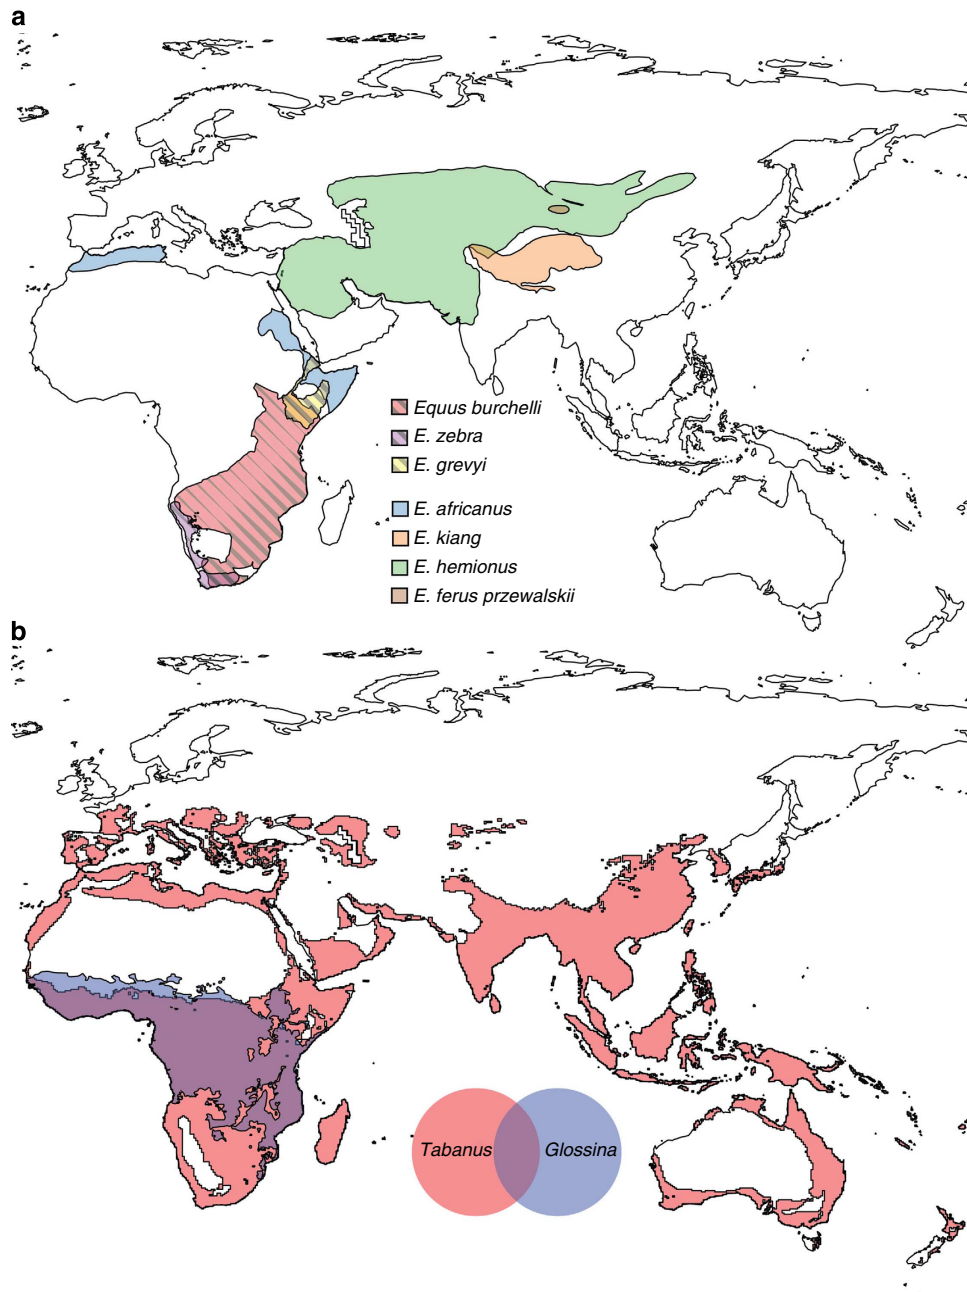 a
Equus burchelli
E. zebra
E. grevyi
E. africanus
E. kiang
E. hemionus
E. ferus przewalskii
b
Tabanus
Glossina